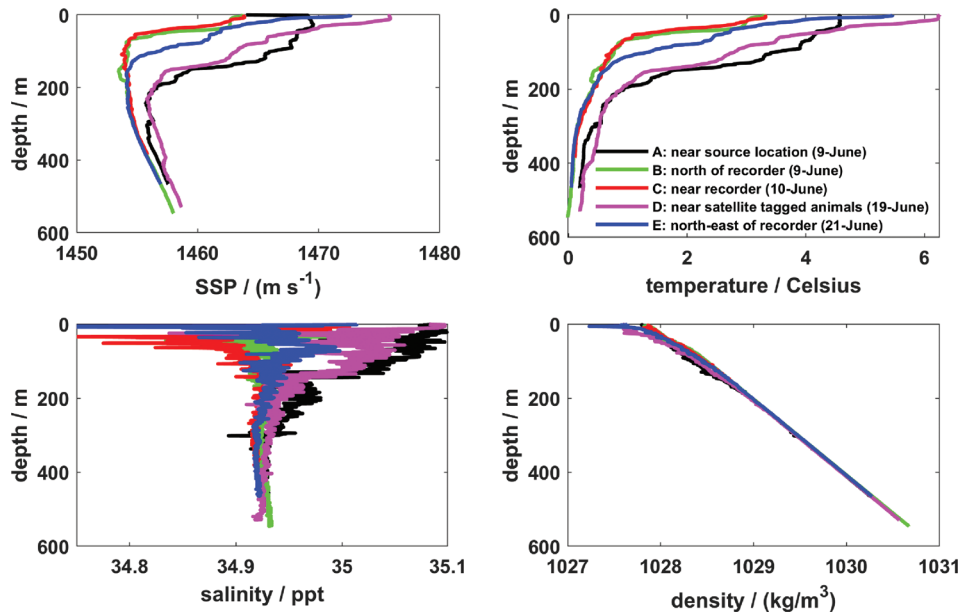 0
200
400
600
depth / m
1450
1460
1470
1480
SSP / (m s⁻¹)
0
200
400
600
depth / m
0
2
4
6
temperature / Celsius
A: near source location (9-June)
B: north of recorder (9-June)
C: near recorder (10-June)
D: near satellite tagged animals (19-June)
E: north-east of recorder (21-June)
0
200
400
600
depth / m
34.8
34.9
35
35.1
salinity / ppt
0
200
400
600
depth / m
1027
1028
1029
1030
1031
density / (kg/m³)